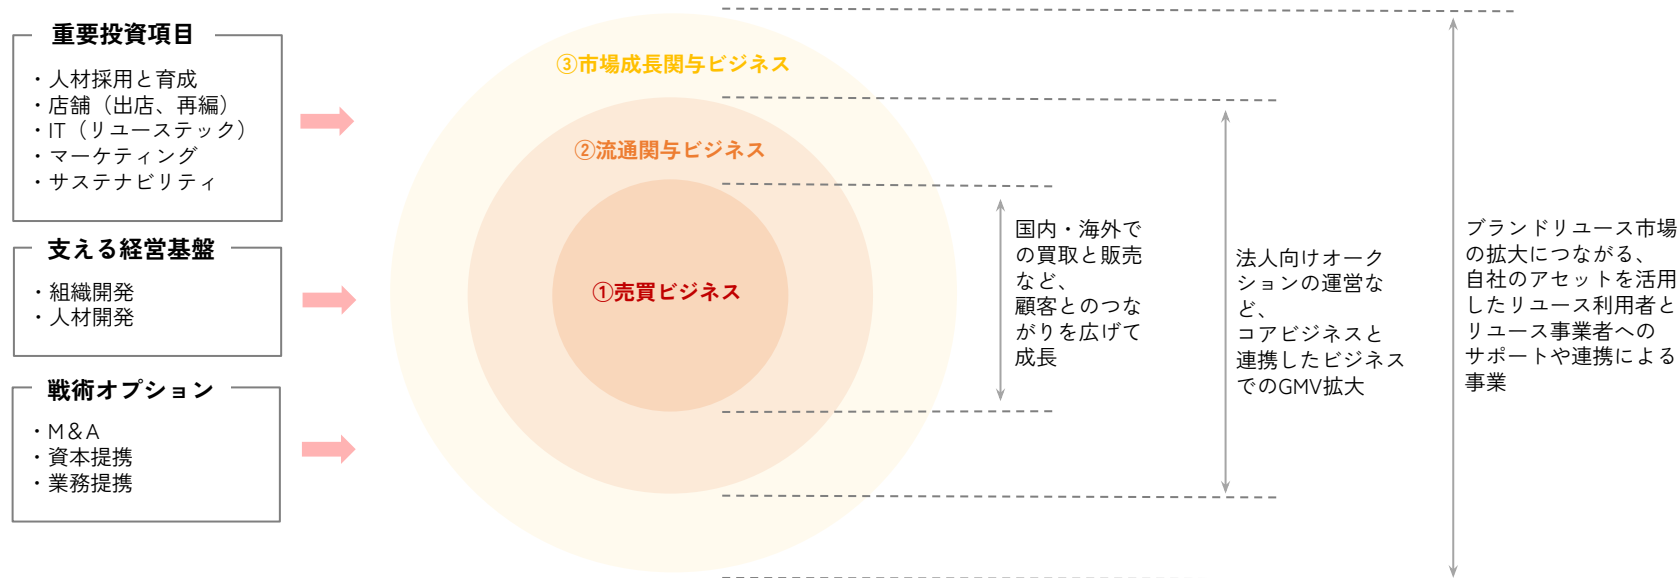 重要投資項目
・人材採用と育成
・店舗（出店、再編）
・IT（リユーステック）
・マーケティング
・サステナビリティ
支える経営基盤
・組織開発
・人材開発
戦術オプション
・M＆A
・資本提携
・業務提携
③市場成長関与ビジネス
②流通関与ビジネス
①売買ビジネス
国内・海外で
の買取と販売
など、
顧客とのつな
がりを広げて
成長
法人向けオーク
ションの運営な
ど、
コアビジネスと
連携したビジネス
でのGMV拡大
ブランドリユース市場
の拡大につながる、
自社のアセットを活用
したリユース利用者と
リユース事業者への
サポートや連携による
事業